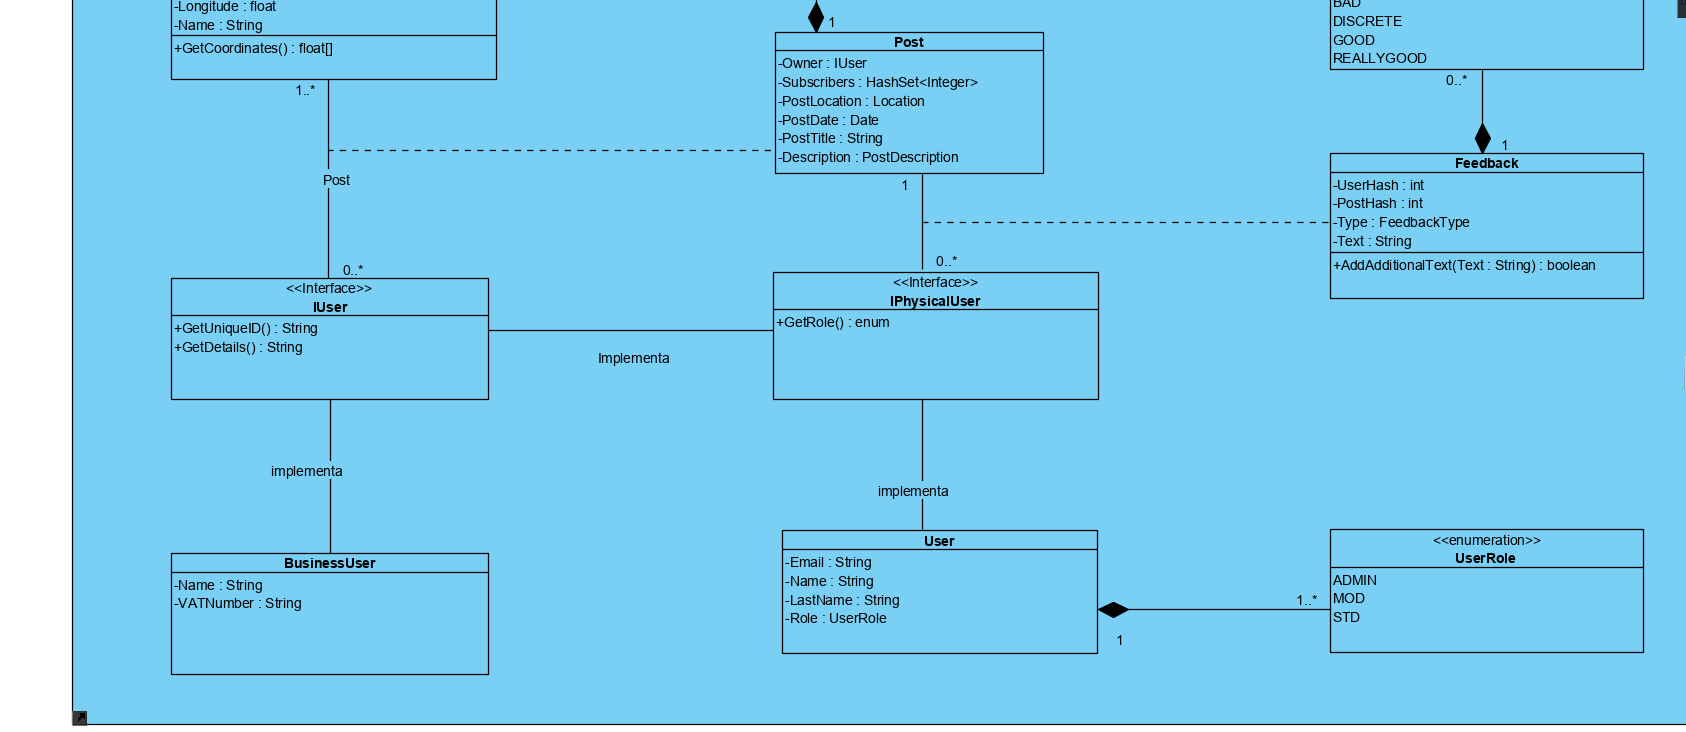 -Longitude : float
-Name : String
+GetCoordinates() : float[]
1..*
Post
0..*
1
Post
-Owner : IUser
-Subscribers : HashSet<Integer>
-PostLocation : Location
-PostDate : Date
-PostTitle : String
-Description : PostDescription
1
0..*
BAD
DISCRETE
GOOD
REALLYGOOD
0..*
1
Feedback
-UserHash : int
-PostHash : int
-Type : FeedbackType
-Text : String
+AddAdditionalText(Text : String) : boolean
<<Interface>>
IUser
+GetUniqueID() : String
+GetDetails() : String
Implementa
<<Interface>>
IPhysicalUser
+GetRole() : enum
implementa
implementa
BusinessUser
-Name : String
-VATNumber : String
User
-Email : String
-Name : String
-LastName : String
-Role : UserRole
1
1..*
<<enumeration>>
UserRole
ADMIN
MOD
STD